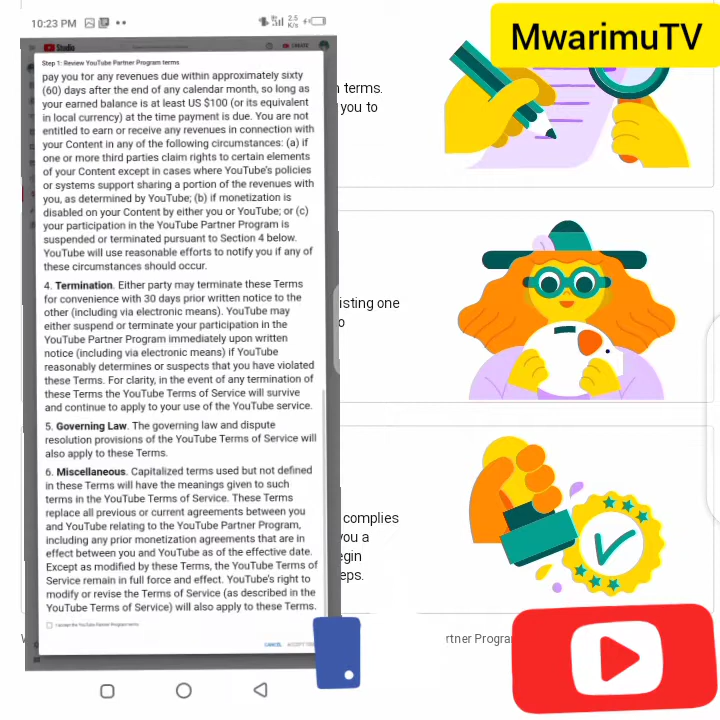 10:23 PM
2.5
K/s
MwarimuTV
Studio
CREATE
Step 1: Review YouTube Partner Program terms
pay you for any revenues due within approximately sixty
(60) days after the end of any calendar month, so long as
your earned balance is at least US $100 (or its equivalent
in local currency) at the time payment is due. You are not
entitled to earn or receive any revenues in connection with
your Content in any of the following circumstances: (a) if
one or more third parties claim rights to certain elements
of your Content except in cases where YouTube's policies
or systems support sharing a portion of the revenues with
you, as determined by YouTube; (b) if monetization is
disabled on your Content by either you or YouTube; or (c)
your participation in the YouTube Partner Program is
suspended or terminated pursuant to Section 4 below.
YouTube will use reasonable efforts to notify you if any of
these circumstances should occur.
4. Termination. Either party may terminate these Terms
for convenience with 30 days prior written notice to the
other (including via electronic means). YouTube may
either suspend or terminate your participation in the
YouTube Partner Program immediately upon written
notice (including via electronic means) if YouTube
reasonably determines or suspects that you have violated
these Terms. For clarity, in the event of any termination of
these Terms the YouTube Terms of Service will survive
and continue to apply to your use of the YouTube service.
5. Governing Law. The governing law and dispute
resolution provisions of the YouTube Terms of Service will
also apply to these Terms.
6. Miscellaneous. Capitalized terms used but not defined
in these Terms will have the meanings given to such
terms in the YouTube Terms of Service. These Terms
replace all previous or current agreements between you
and YouTube relating to the YouTube Partner Program,
including any prior monetization agreements that are in
effect between you and YouTube as of the effective date.
Except as modified by these Terms, the YouTube Terms of
Service remain in full force and effect. YouTube's right to
modify or revise the Terms of Service (as described in the
YouTube Terms of Service) will also apply to these Terms.
I accept the YouTube Partner Program terms
CANCEL ACCEPT
terms.
you to
isting one
complies
you a
egin
eps.
rtner Progra